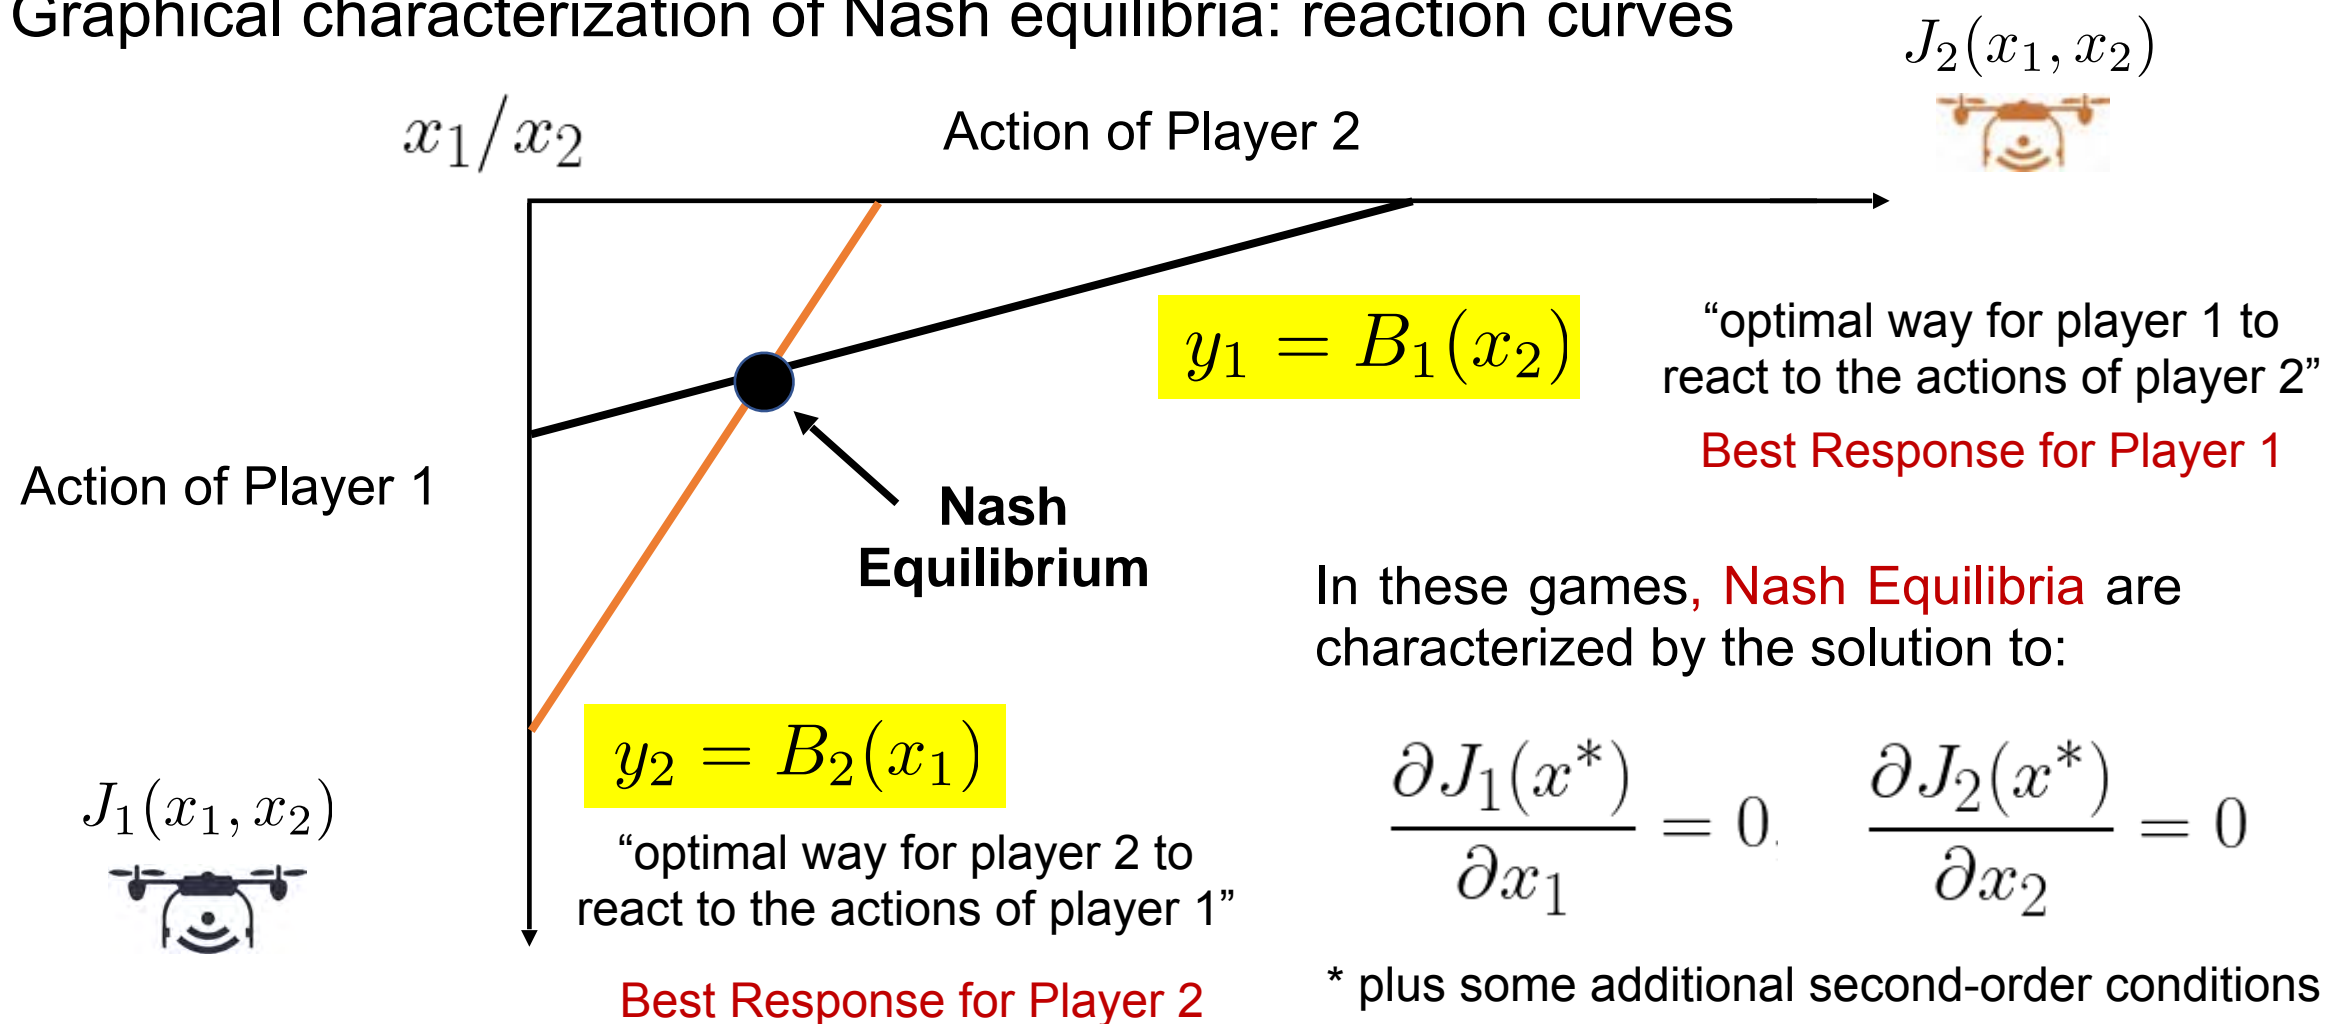 Graphical characterization of Nash equilibria: reaction curves
J₂(x₁, x₂)
x₁/x₂
Action of Player 2
y₁ = B₁(x₂)
“optimal way for player 1 to
react to the actions of player 2”
Best Response for Player 1
Action of Player 1
Nash
Equilibrium
In these games, Nash Equilibria are
characterized by the solution to:
y₂ = B₂(x₁)
∂J₁(x*)/∂x₁ = 0, ∂J₂(x*)/∂x₂ = 0
J₁(x₁, x₂)
“optimal way for player 2 to
react to the actions of player 1”
Best Response for Player 2
* plus some additional second-order conditions